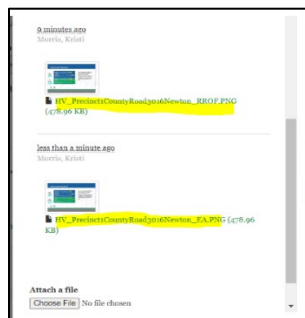 9 minutes ago
Morris, Kristi
HV_Precinct1CountyRoad3016Newton_RROF.PNG
(478.96 KB)
less than a minute ago
Morris, Kristi
HV_Precinct1CountyRoad3016Newton_EA.PNG (478.96
KB)
Attach a file
Choose File No file chosen